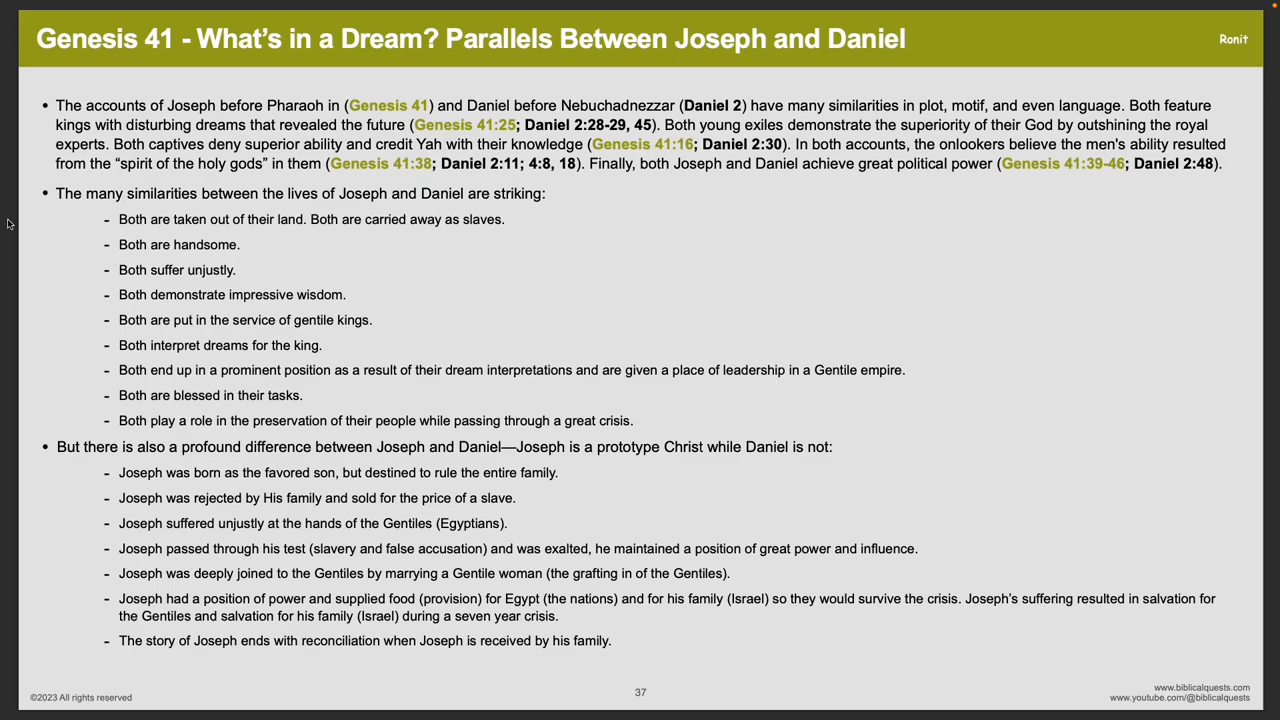 Genesis 41 - What’s in a Dream? Parallels Between Joseph and Daniel
Ronit
• The accounts of Joseph before Pharaoh in (Genesis 41) and Daniel before Nebuchadnezzar (Daniel 2) have many similarities in plot, motif, and even language. Both feature
kings with disturbing dreams that revealed the future (Genesis 41:25; Daniel 2:28-29, 45). Both young exiles demonstrate the superiority of their God by outshining the royal
experts. Both captives deny superior ability and credit Yah with their knowledge (Genesis 41:16; Daniel 2:30). In both accounts, the onlookers believe the men's ability resulted
from the “spirit of the holy gods” in them (Genesis 41:38; Daniel 2:11; 4:8, 18). Finally, both Joseph and Daniel achieve great political power (Genesis 41:39-46; Daniel 2:48).
• The many similarities between the lives of Joseph and Daniel are striking:
- Both are taken out of their land. Both are carried away as slaves.
- Both are handsome.
- Both suffer unjustly.
- Both demonstrate impressive wisdom.
- Both are put in the service of gentile kings.
- Both interpret dreams for the king.
- Both end up in a prominent position as a result of their dream interpretations and are given a place of leadership in a Gentile empire.
- Both are blessed in their tasks.
- Both play a role in the preservation of their people while passing through a great crisis.
• But there is also a profound difference between Joseph and Daniel—Joseph is a prototype Christ while Daniel is not:
- Joseph was born as the favored son, but destined to rule the entire family.
- Joseph was rejected by His family and sold for the price of a slave.
- Joseph suffered unjustly at the hands of the Gentiles (Egyptians).
- Joseph passed through his test (slavery and false accusation) and was exalted, he maintained a position of great power and influence.
- Joseph was deeply joined to the Gentiles by marrying a Gentile woman (the grafting in of the Gentiles).
- Joseph had a position of power and supplied food (provision) for Egypt (the nations) and for his family (Israel) so they would survive the crisis. Joseph’s suffering resulted in salvation for
the Gentiles and salvation for his family (Israel) during a seven year crisis.
- The story of Joseph ends with reconciliation when Joseph is received by his family.
©2023 All rights reserved
37
www.biblicalquests.com
www.youtube.com/@biblicalquests